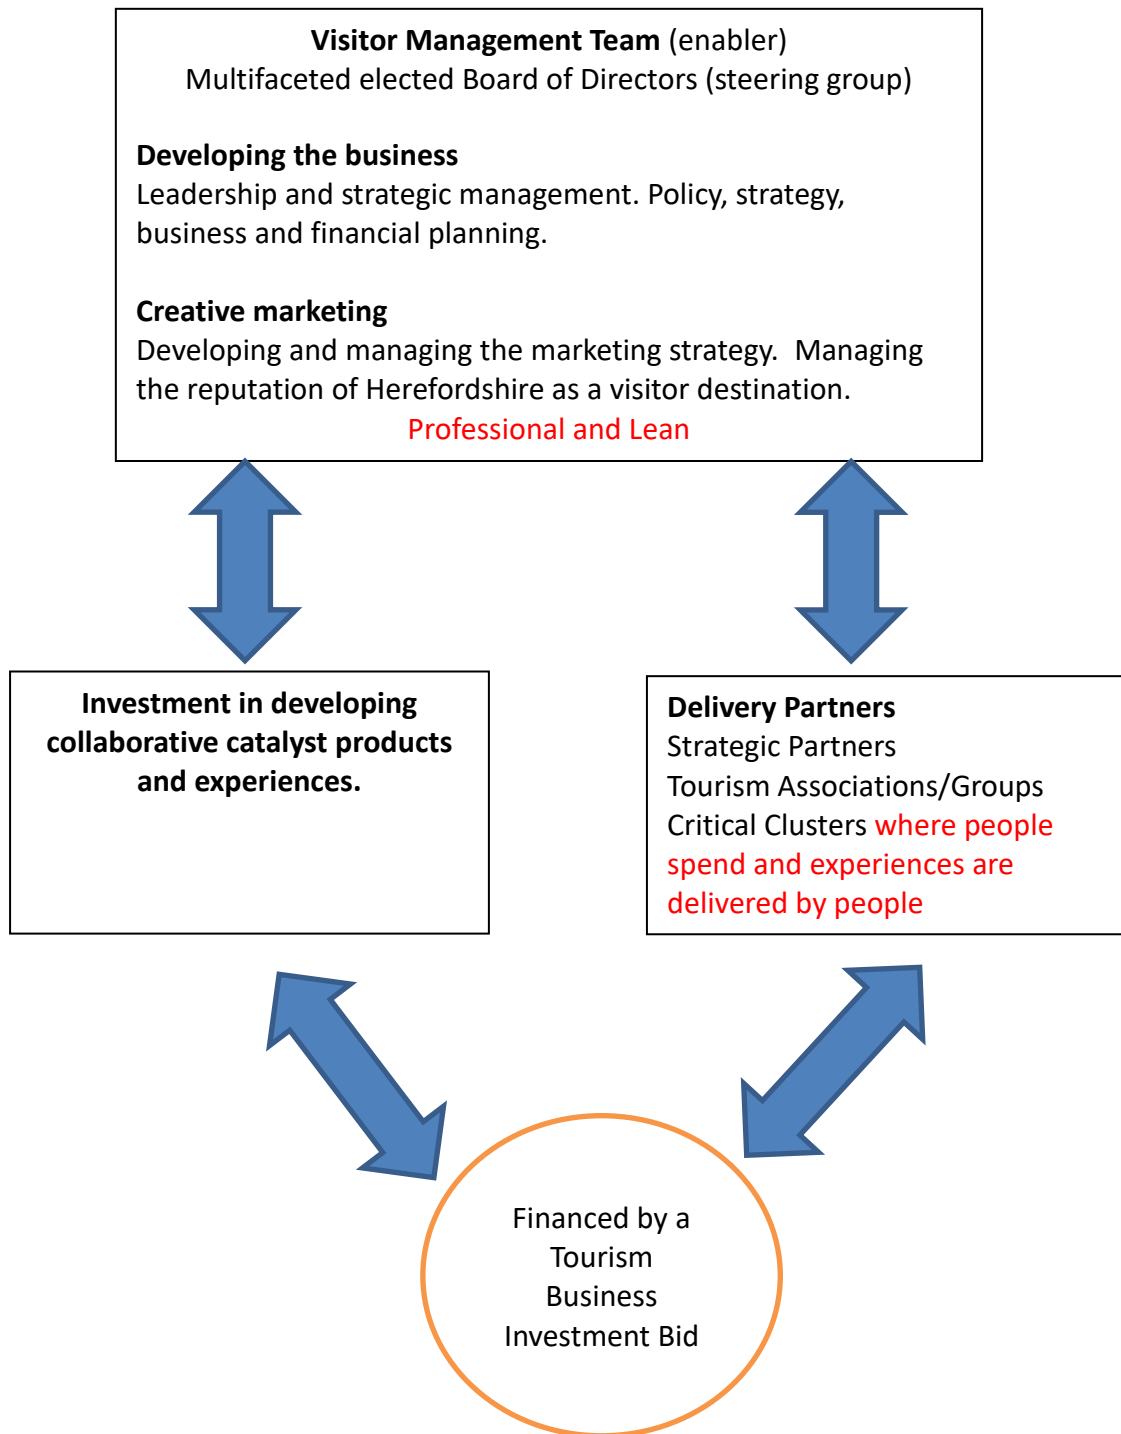 Visitor Management Team (enabler)
Multifaceted elected Board of Directors (steering group)
Developing the business
Leadership and strategic management. Policy, strategy,
business and financial planning.
Creative marketing
Developing and managing the marketing strategy.  Managing
the reputation of Herefordshire as a visitor destination.
Professional and Lean
Investment in developing
collaborative catalyst products
and experiences.
Delivery Partners
Strategic Partners
Tourism Associations/Groups
Critical Clusters where people
spend and experiences are
delivered by people
Financed by a
Tourism
Business
Investment Bid